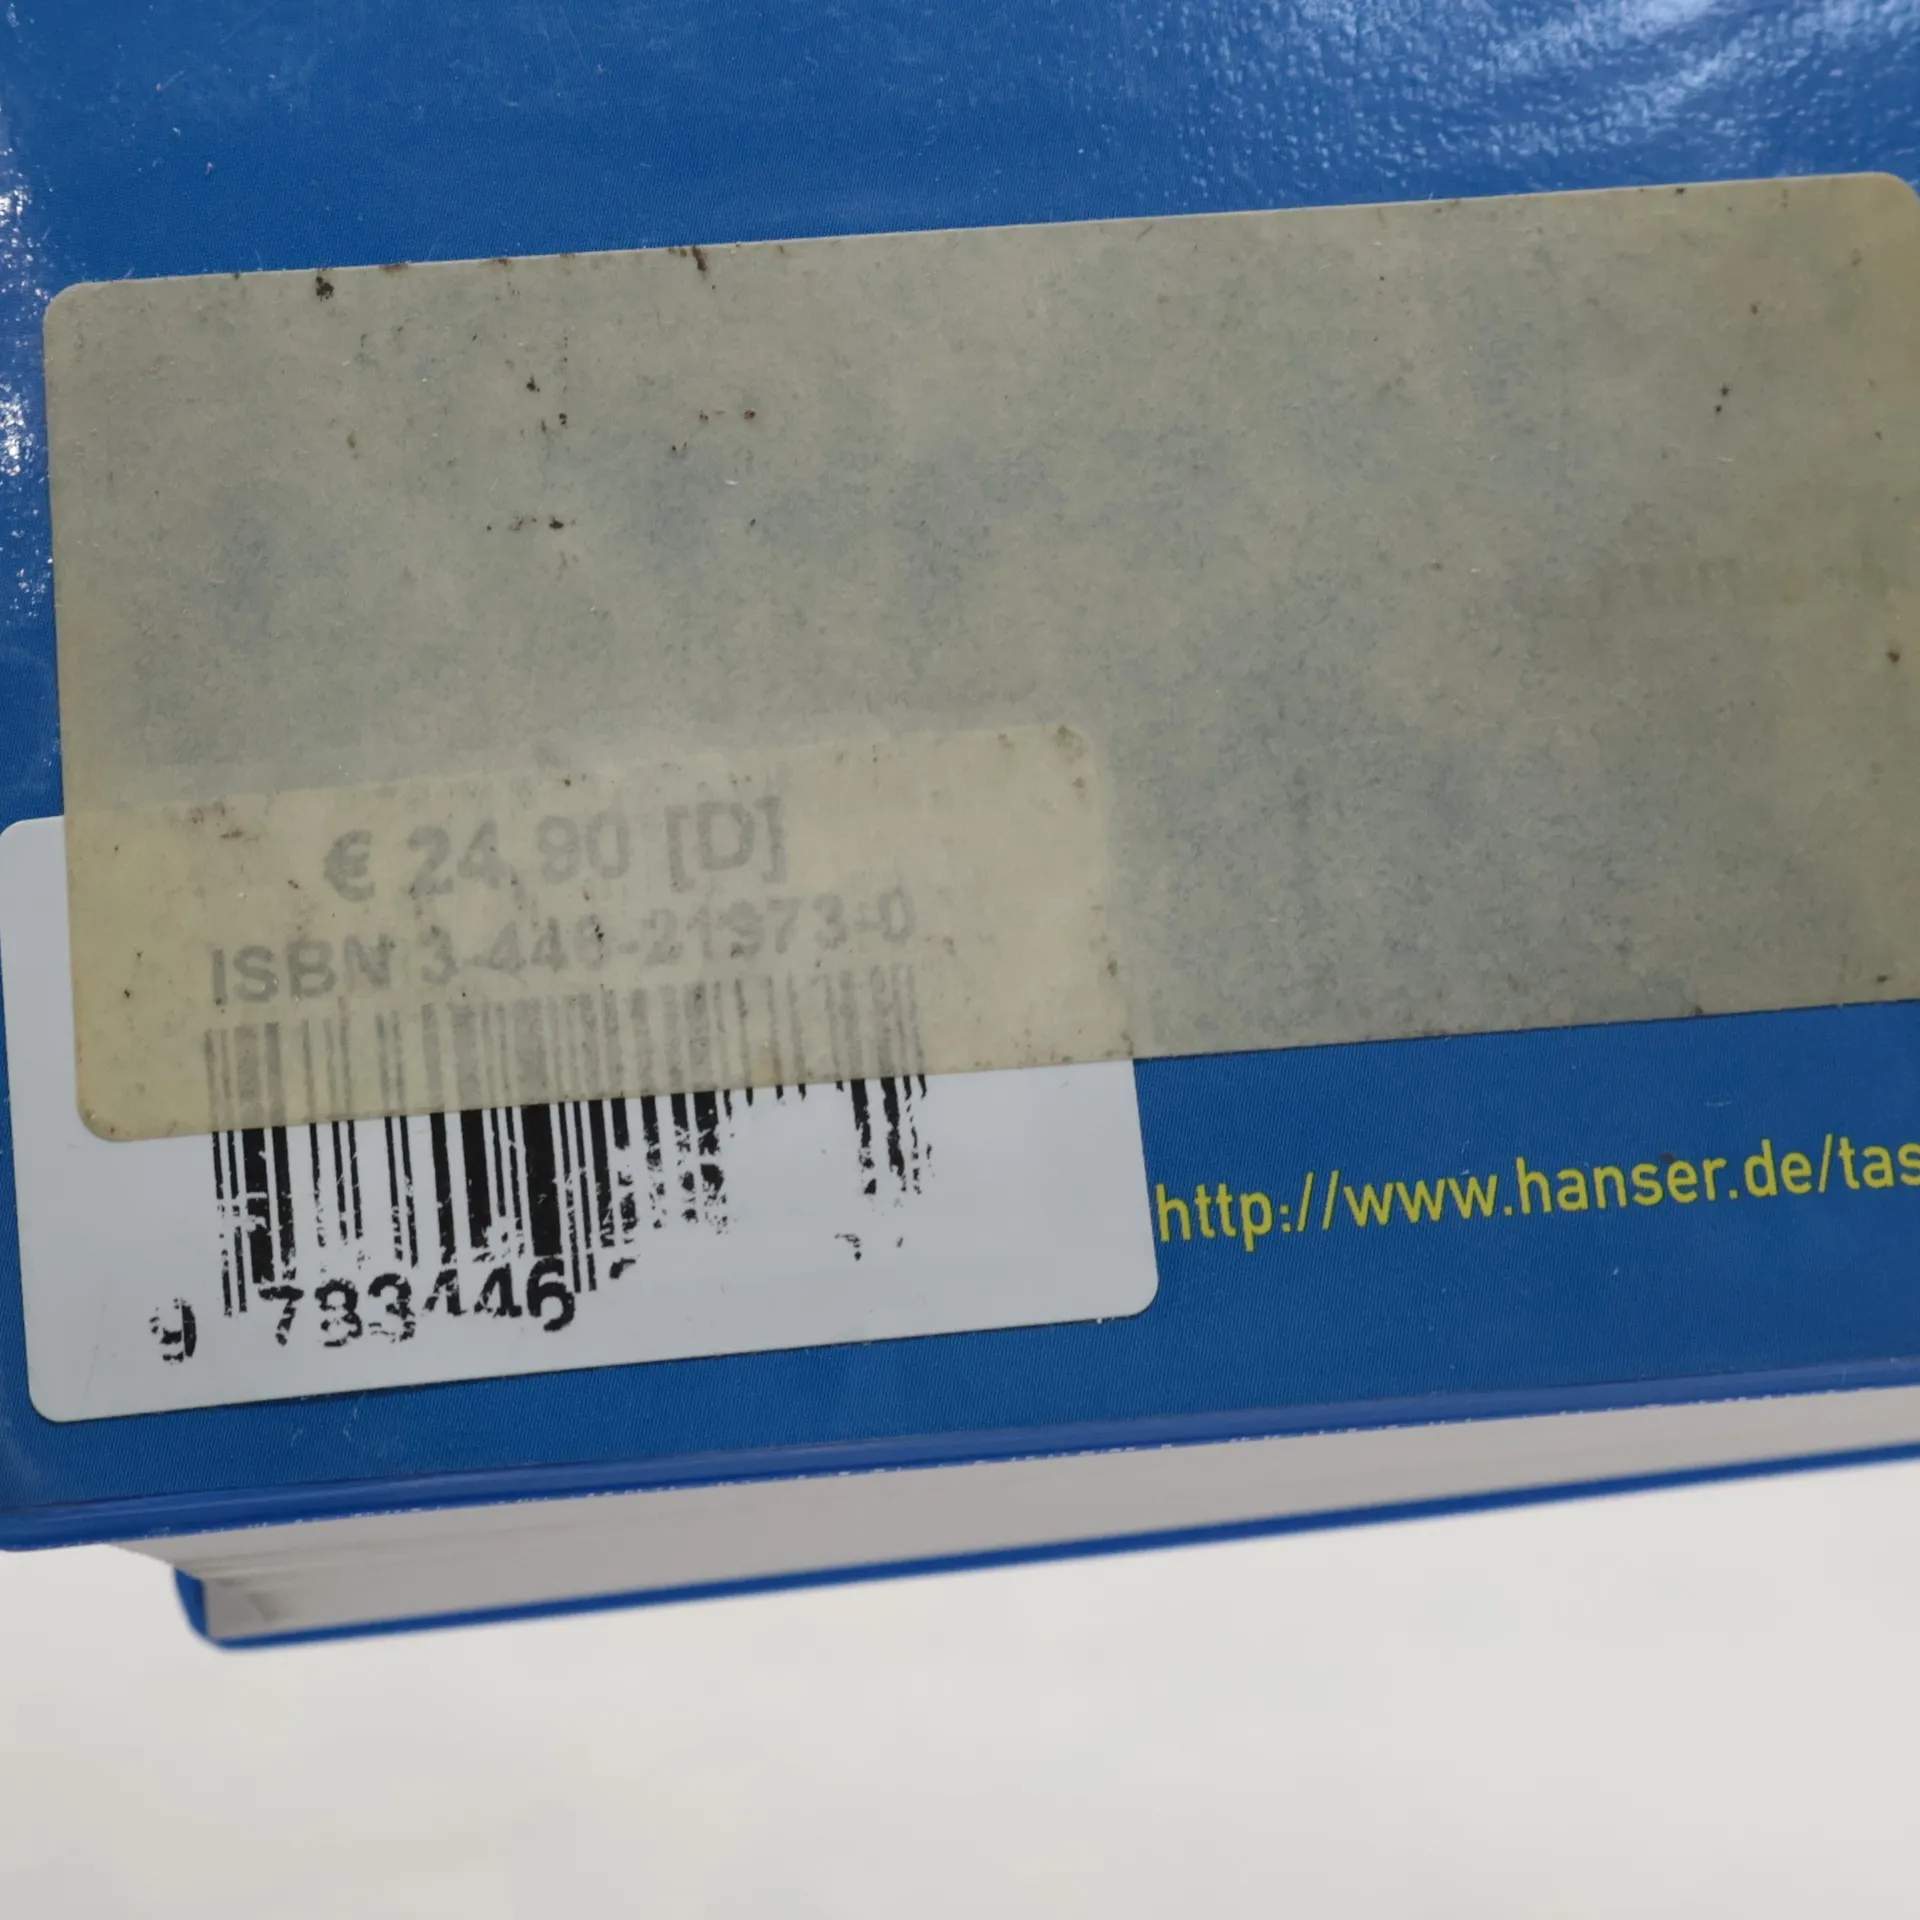 € 24,90 [D]
ISBN 3-446-21973-0
9 783446
http://www.hanser.de/tas